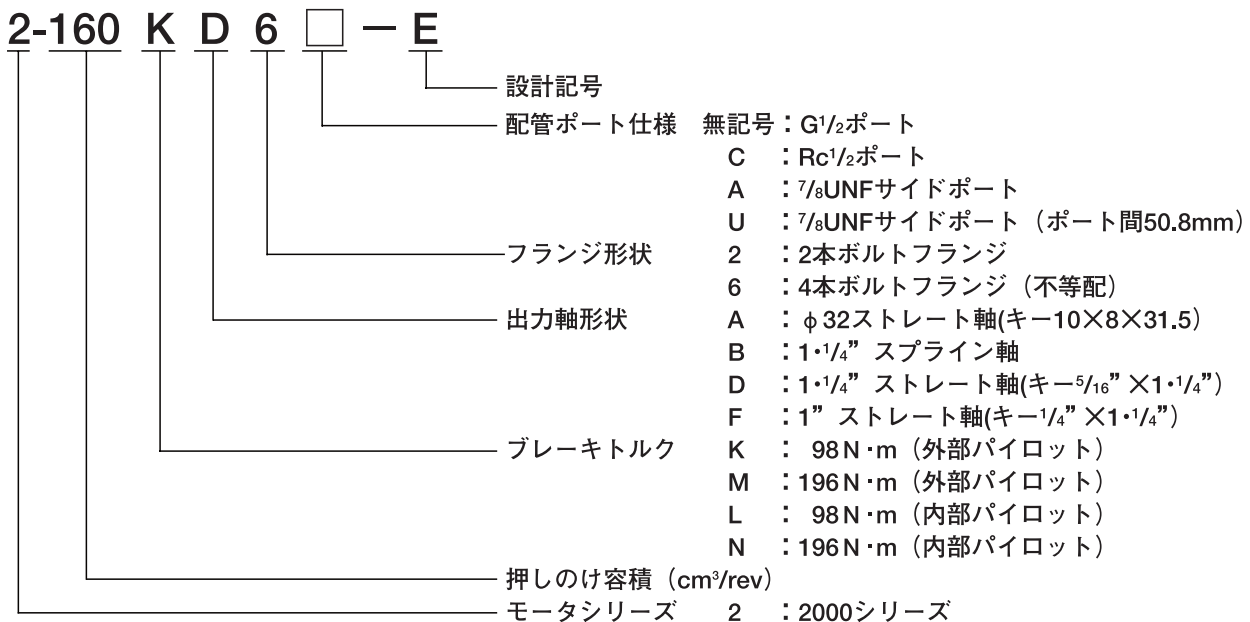 2-160 K D 6 □ － E
設計記号
配管ポート仕様 無記号：G1/2ポート
C ：Rc1/2ポート
A ：7/8UNFサイドポート
U ：7/8UNFサイドポート（ポート間50.8mm）
フランジ形状 2 ：2本ボルトフランジ
6 ：4本ボルトフランジ（不等配）
出力軸形状 A ：φ32ストレート軸(キー10×8×31.5）
B ：1・1/4” スプライン軸
D ：1・1/4” ストレート軸(キー5/16” ×1・1/4”）
F ：1” ストレート軸(キー1/4” ×1・1/4”）
ブレーキトルク K ： 98N・m（外部パイロット）
M ：196N・m（外部パイロット）
L ： 98N・m（内部パイロット）
N ：196N・m（内部パイロット）
押しのけ容積（cm³/rev）
モータシリーズ 2 ：2000シリーズ